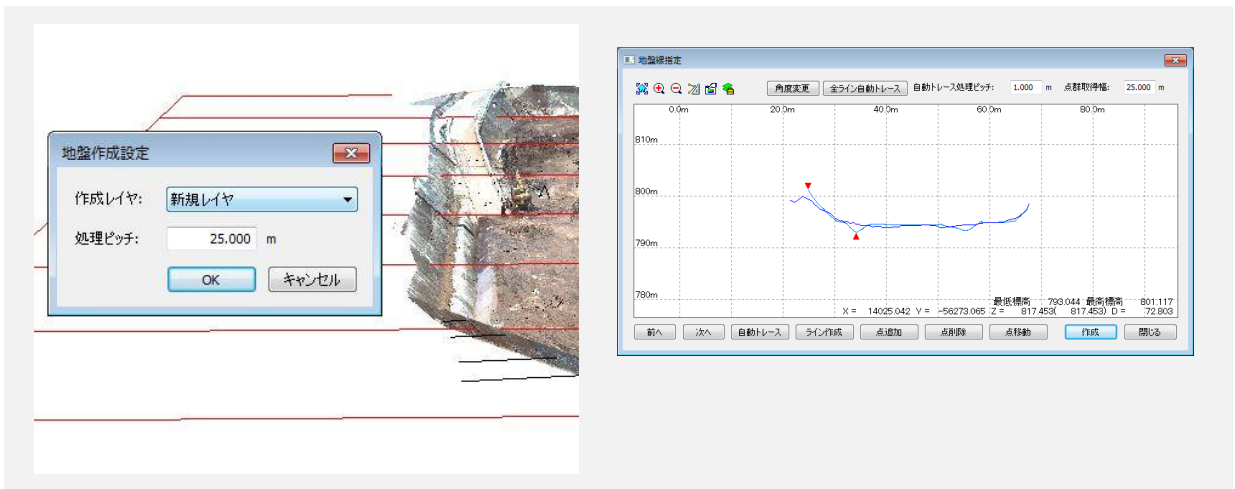 地盤作成設定
作成レイヤ: 新規レイヤ
処理ピッチ: 25.000 m
OK キャンセル
地盤線指定
角度変更 全ライン自動トレース 自動トレース処理ピッチ: 1.000 m 点群取得幅: 25.000 m
0.0m 20.0m 40.0m 60.0m 80.0m
810m
800m
790m
780m
最低標高 793.044 最高標高 801.117
X = 14025.042 Y = -56273.065 Z = 817.453( 817.453) D = 72.803
前へ 次へ 自動トレース ライン作成 点追加 点削除 点移動 作成 閉じる